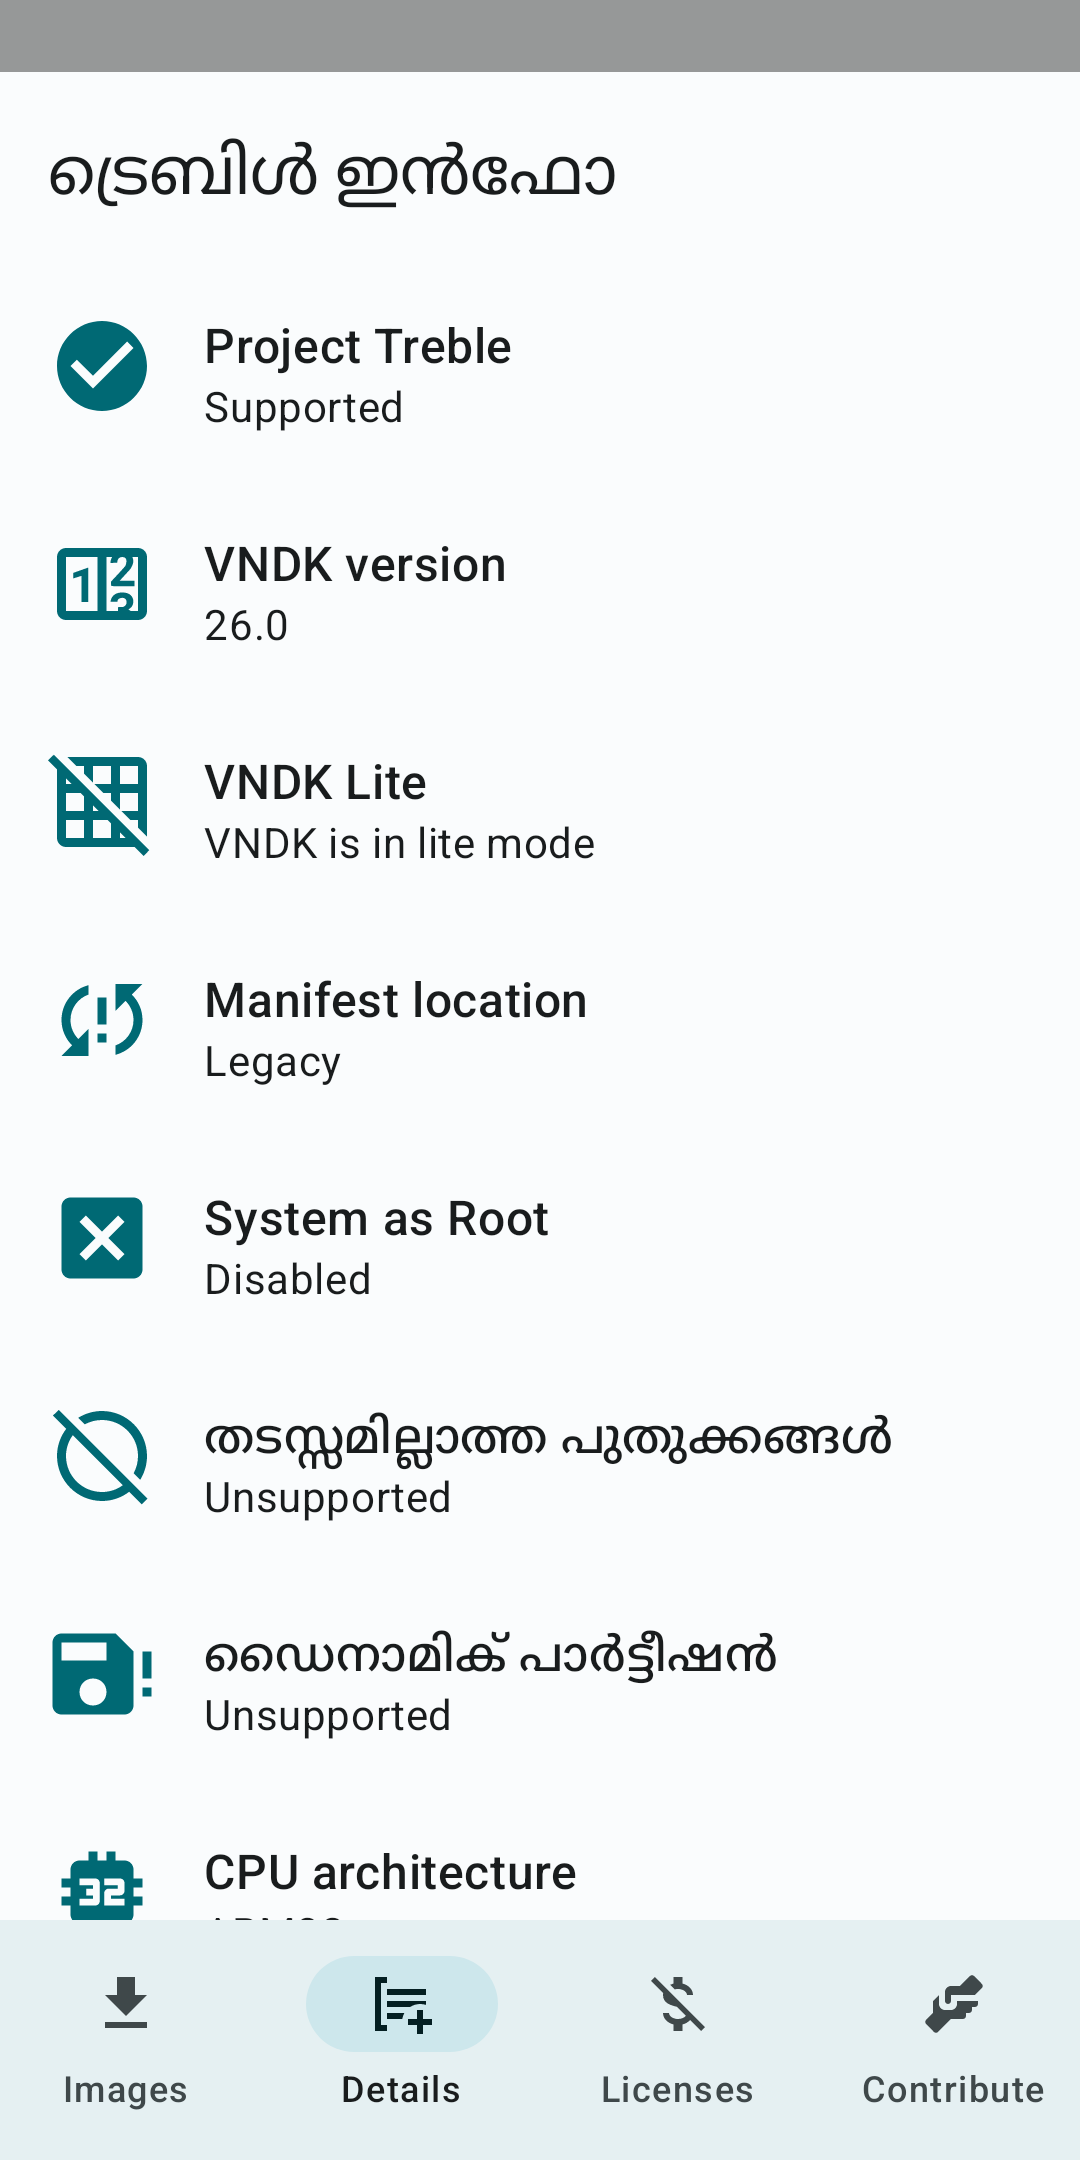 ട്രെബിൾ ഇൻഫോ
Project Treble
Supported
VNDK version
26.0
VNDK Lite
VNDK is in lite mode
Manifest location
Legacy
System as Root
Disabled
തടസ്സമില്ലാത്ത പുതുക്കങ്ങൾ
Unsupported
ഡൈനാമിക് പാർട്ടീഷൻ
Unsupported
CPU architecture
Images
Details
Licenses
Contribute